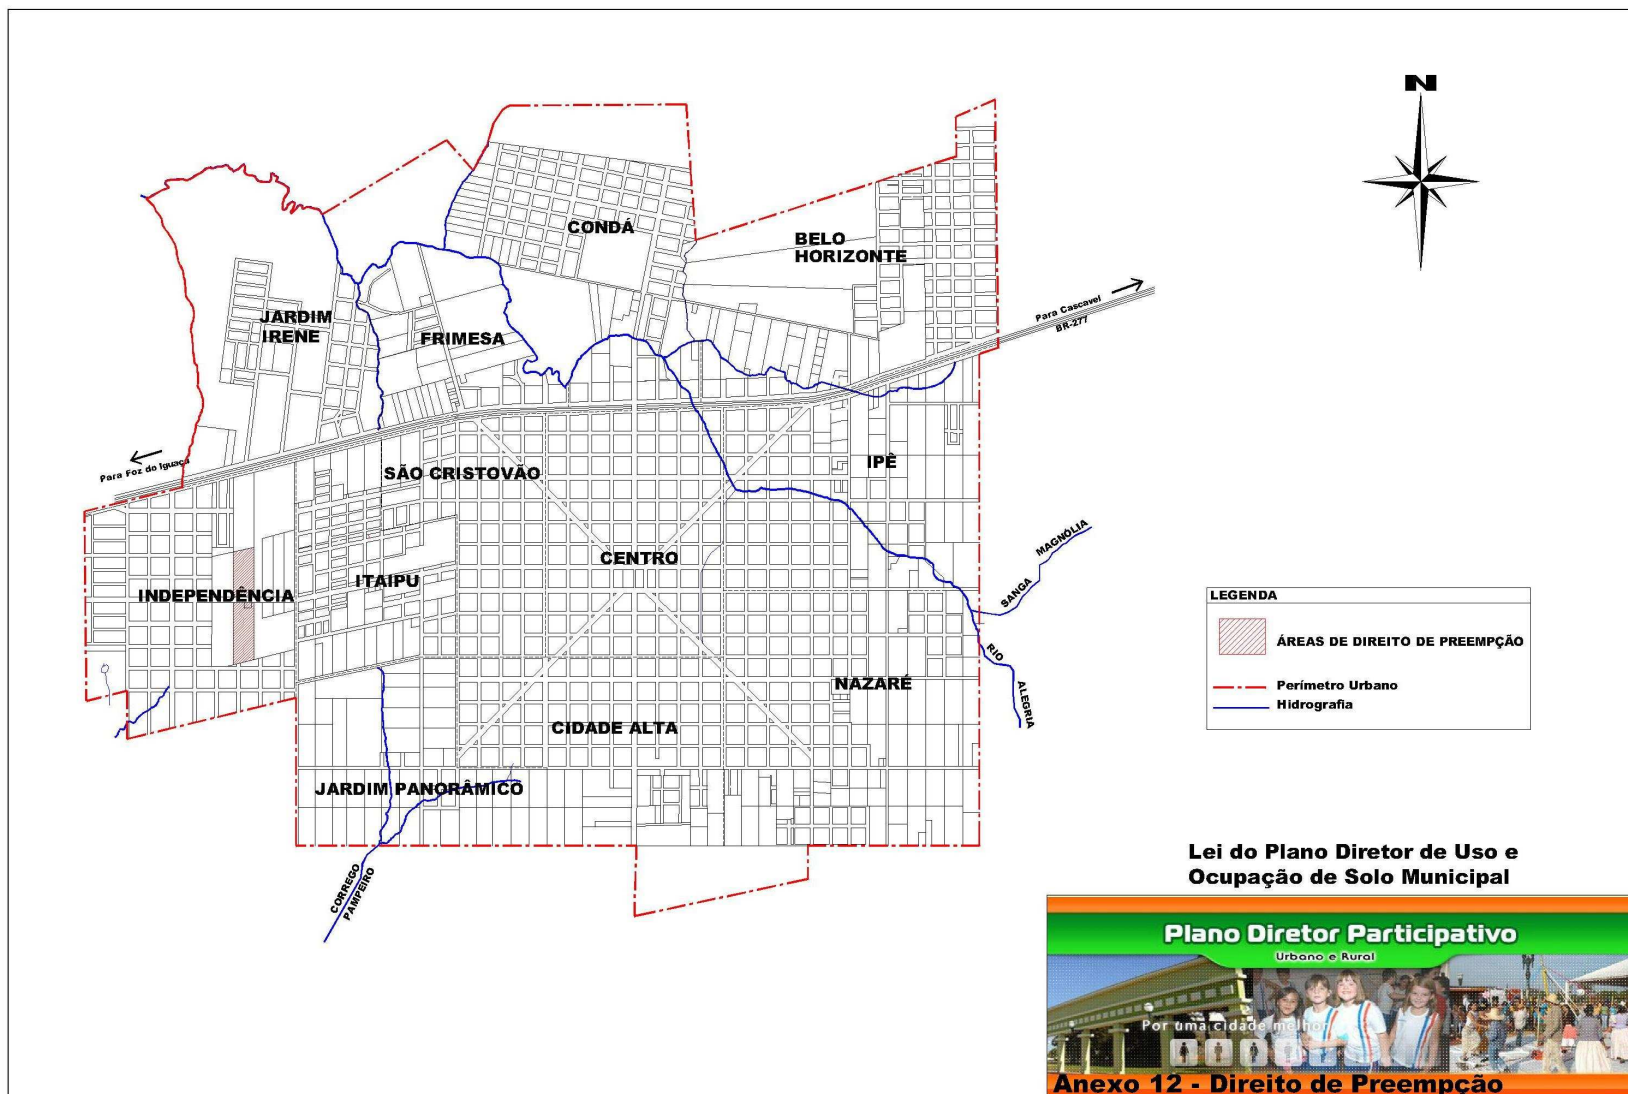 N
CONDÁ
BELO
HORIZONTE
Para Cascavel
BR-277
JARDIM
IRENE
FRIMESA
Para Foz do Iguaçu
SÃO CRISTOVÃO
IPÊ
MAGNÓLIA
SANGA
CENTRO
ITAIPU
INDEPENDÊNCIA
LEGENDA
ÁREAS DE DIREITO DE PREEMPÇÃO
Perímetro Urbano
Hidrografia
RIO
ALEGRIA
NAZARÉ
CIDADE ALTA
JARDIM PANORÂMICO
CORREGO
PAMPEIRO
Lei do Plano Diretor de Uso e
Ocupação de Solo Municipal
Plano Diretor Participativo
Urbano e Rural
Por uma cidade melhor
Anexo 12 - Direito de Preempção